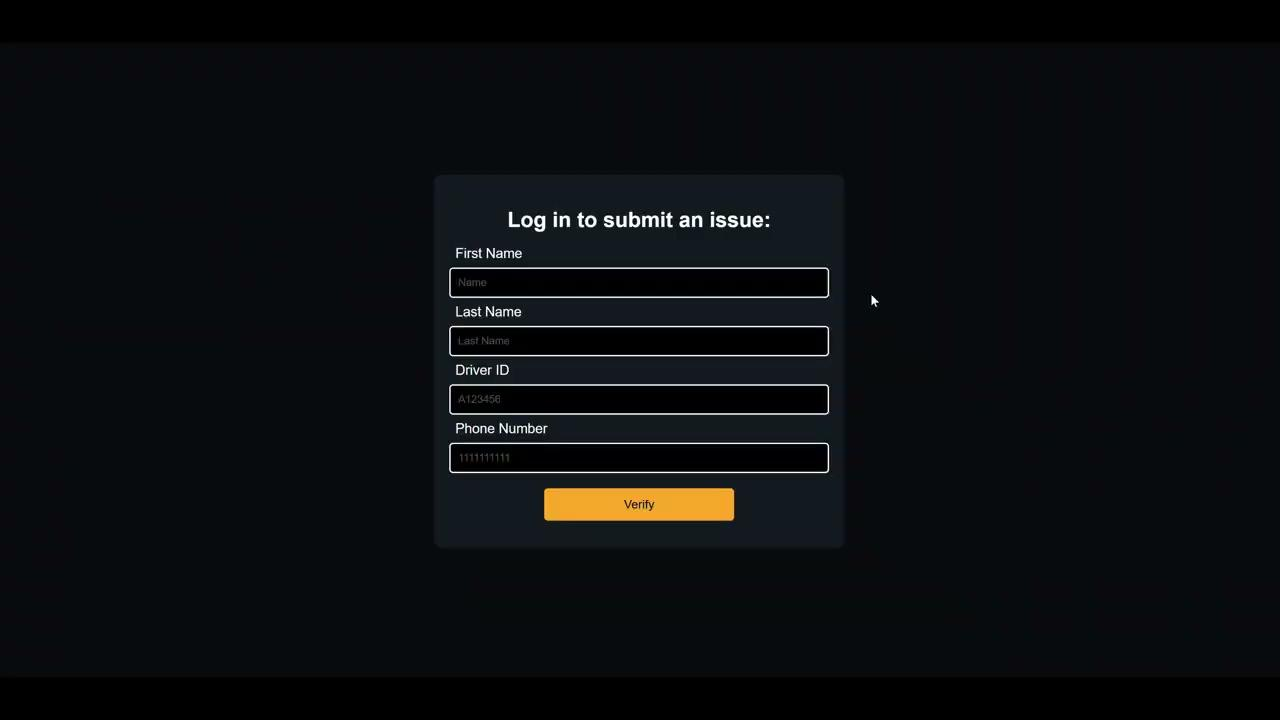 Log in to submit an issue:
First Name
Name
Last Name
Last Name
Driver ID
A123456
Phone Number
1111111111
Verify